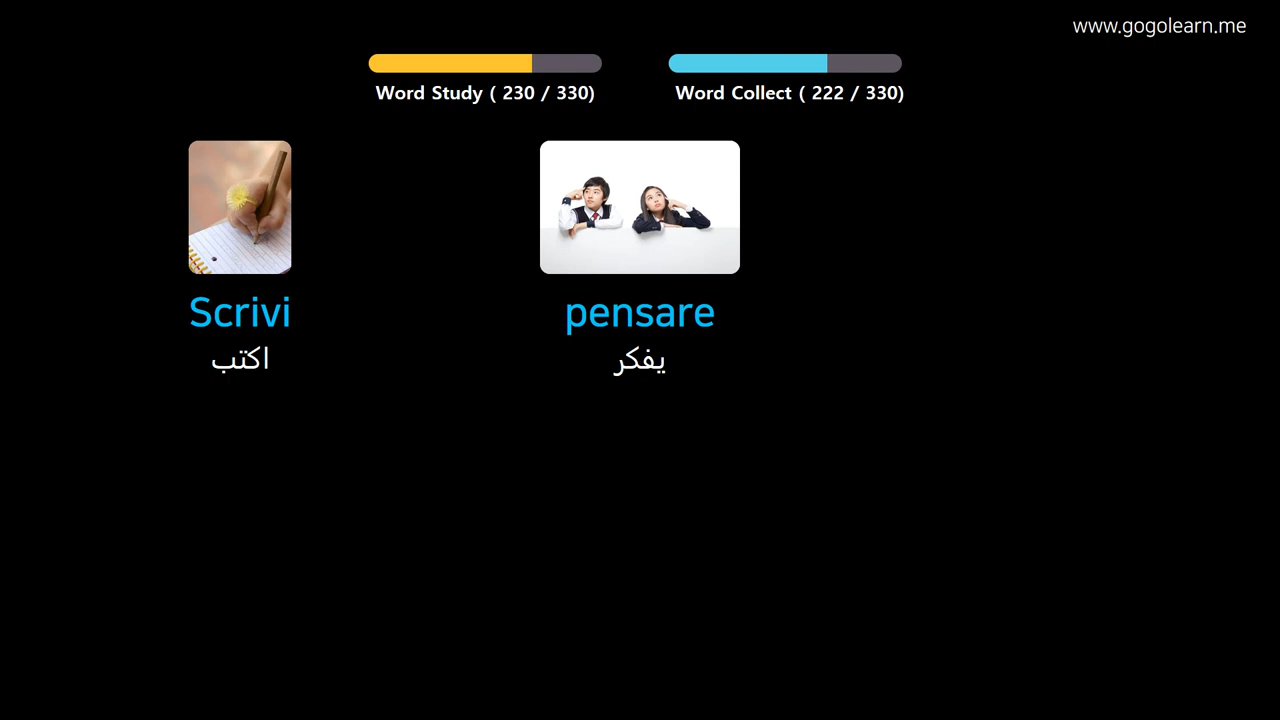 www.gogolearn.me
Word Study ( 230 / 330)
Word Collect ( 222 / 330)
Scrivi
اكتب
pensare
يفكر